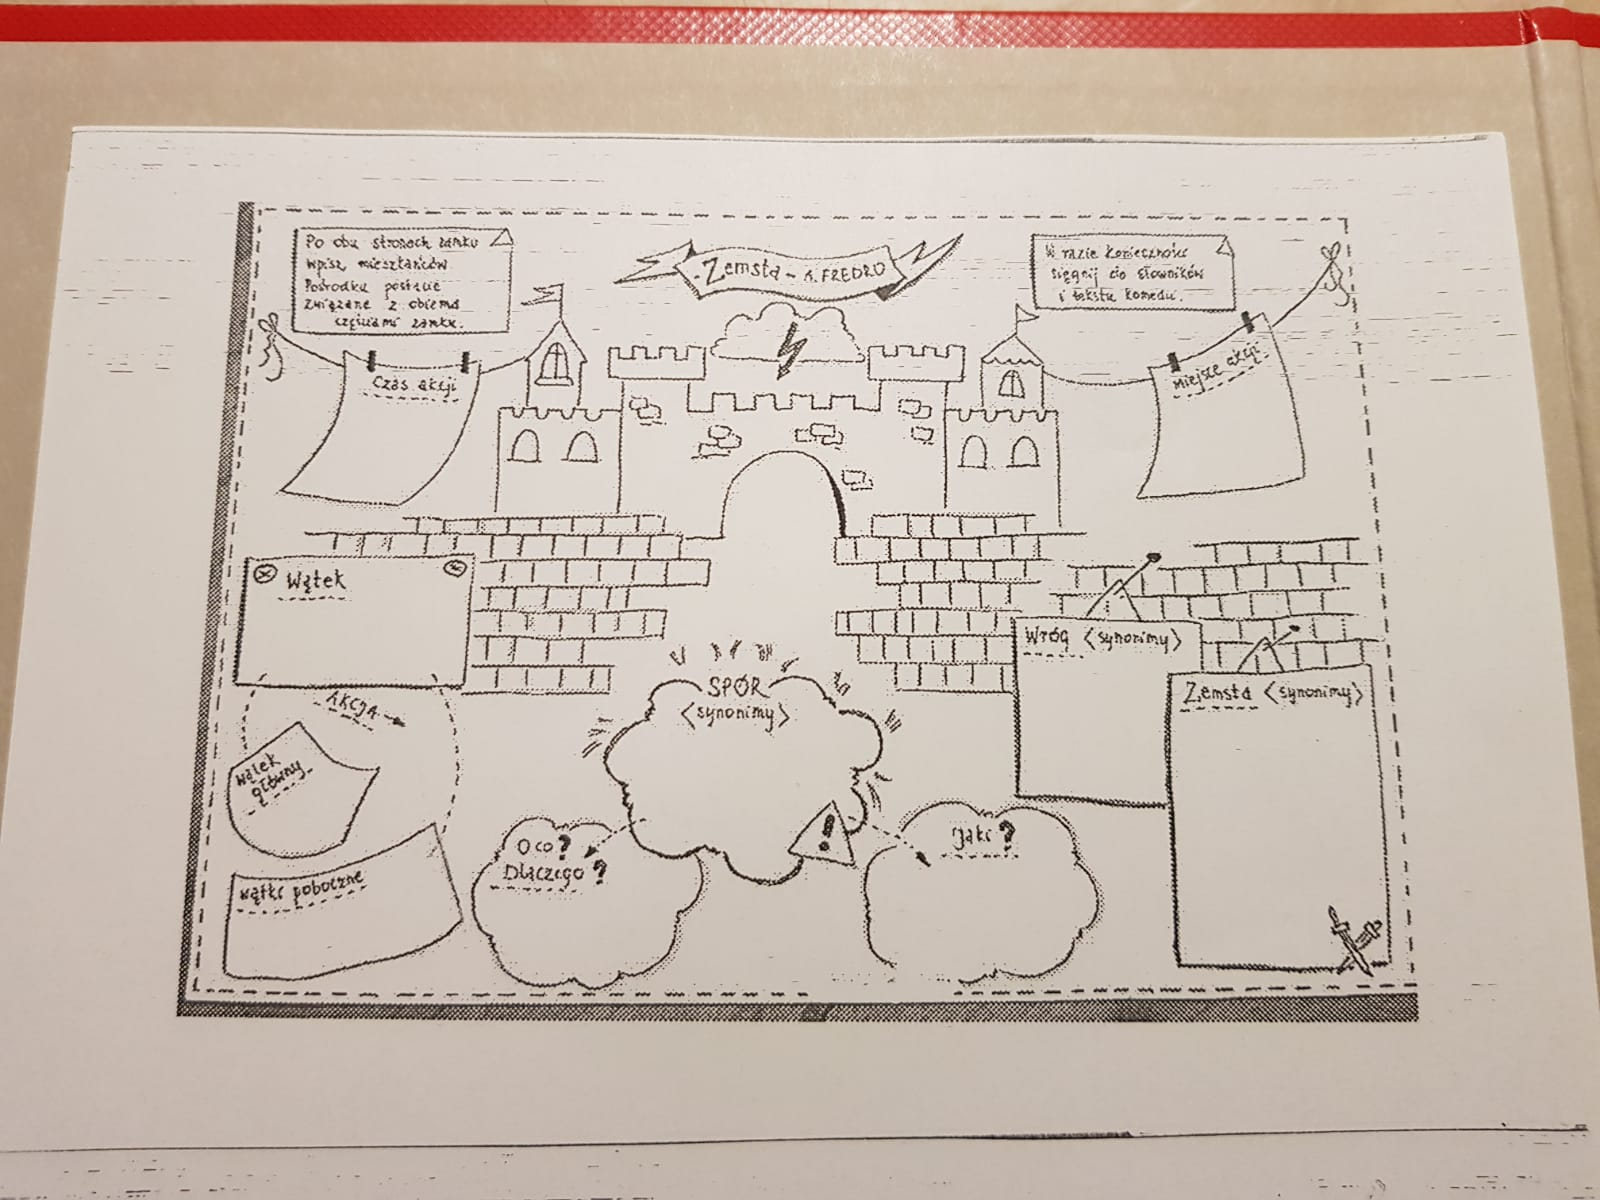 Po obu stronach zamku
wpisz mieszkańców.
Pośrodku postacie
związane z obiema
częściami zamku.
Zemsta - A. FREDRO
W razie konieczności
sięgnij do słowników
i tekstu komedii.
Czas akcji
Miejsce akcji
Wątek
AKCJA
wątek
główny
wątki poboczne
SPÓR
<synonimy>
O co?
Dlaczego?
Jaki?
Wróg <synonimy>
Zemsta <synonimy>